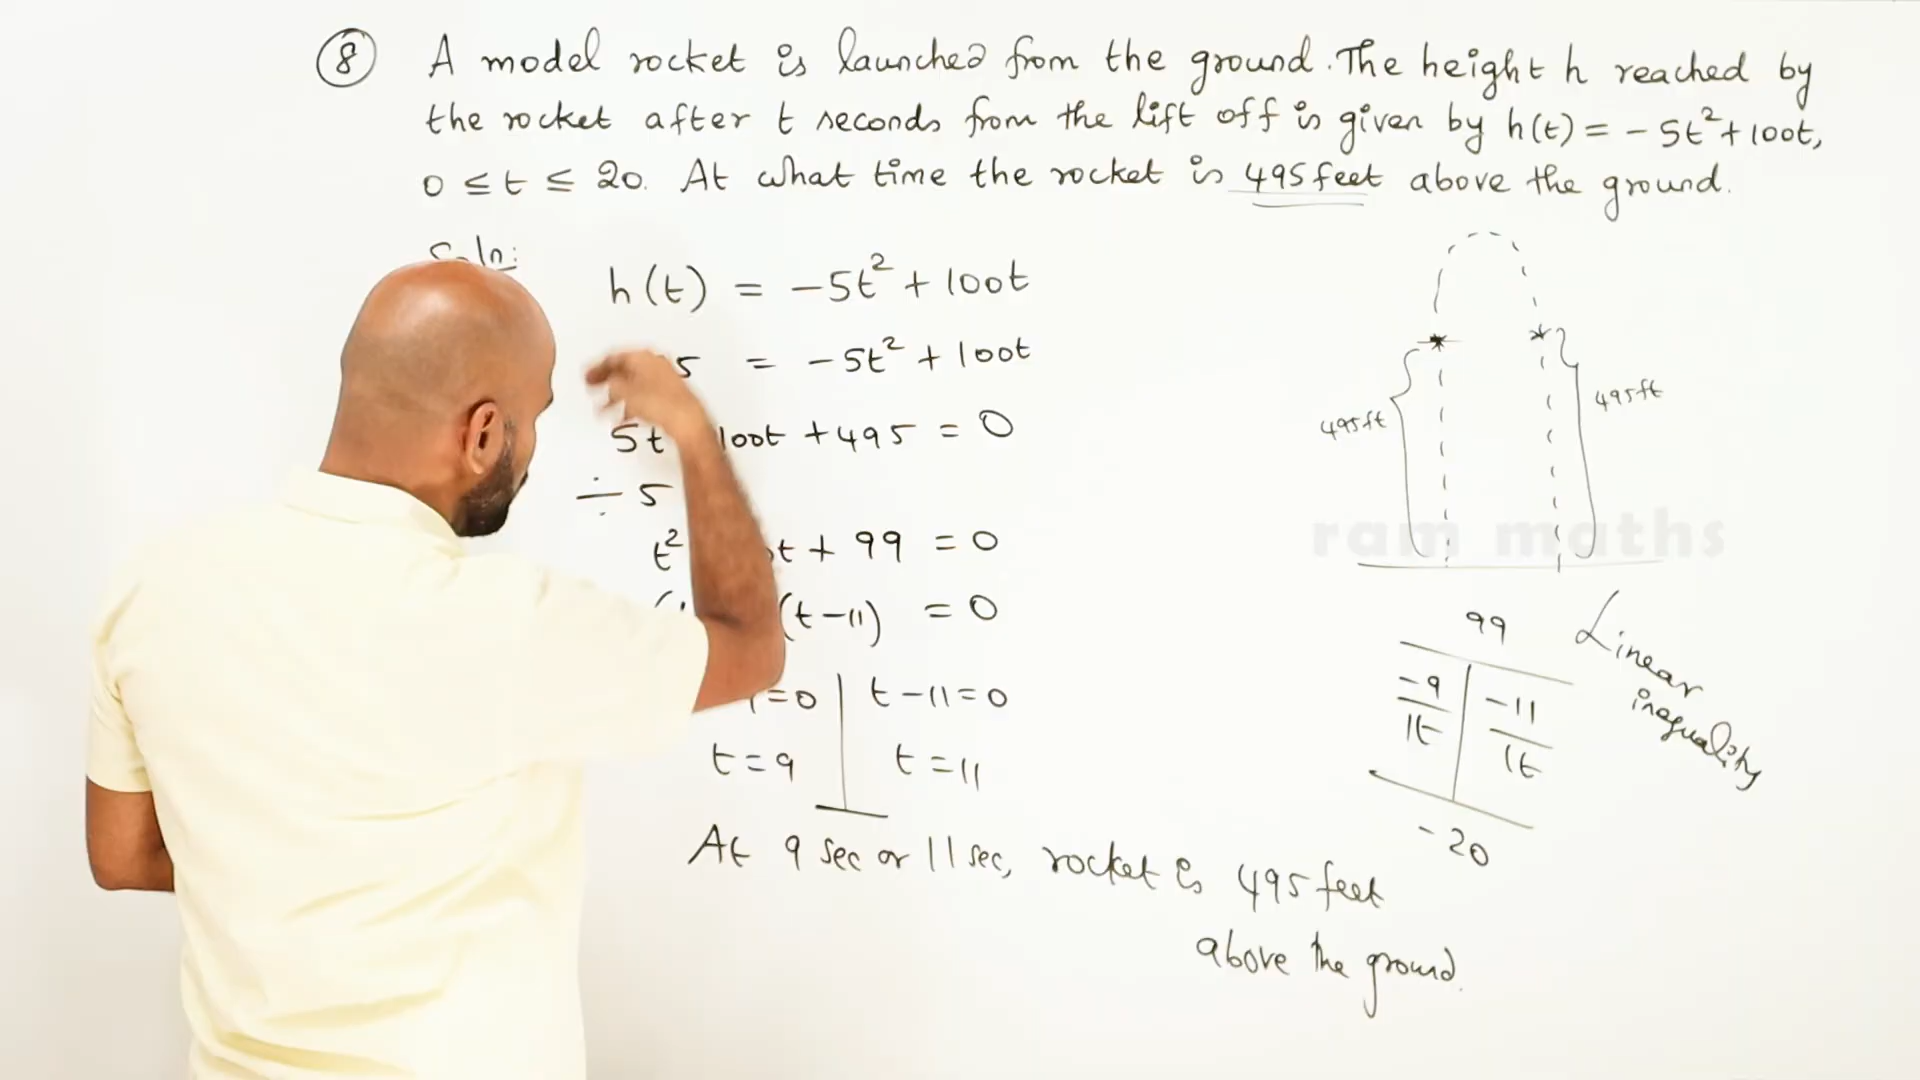 8 A model rocket is launched from the ground. The height h reached by
the rocket after t seconds from the lift off is given by h(t) = -5t²+100t,
0 ≤ t ≤ 20. At what time the rocket is 495feet above the ground.
Soln:
h(t) = -5t² + 100t
5 = -5t² + 100t
5t 100t + 495 = 0
÷ 5
t² t + 99 = 0
(t-11) = 0
=0 t-11=0
t=9 t=11
At 9 sec or 11 sec, rocket is 495 feet
above the ground.
495ft
495ft
ram maths
99
-9 -11
1t 1t
-20
Linear
inequality